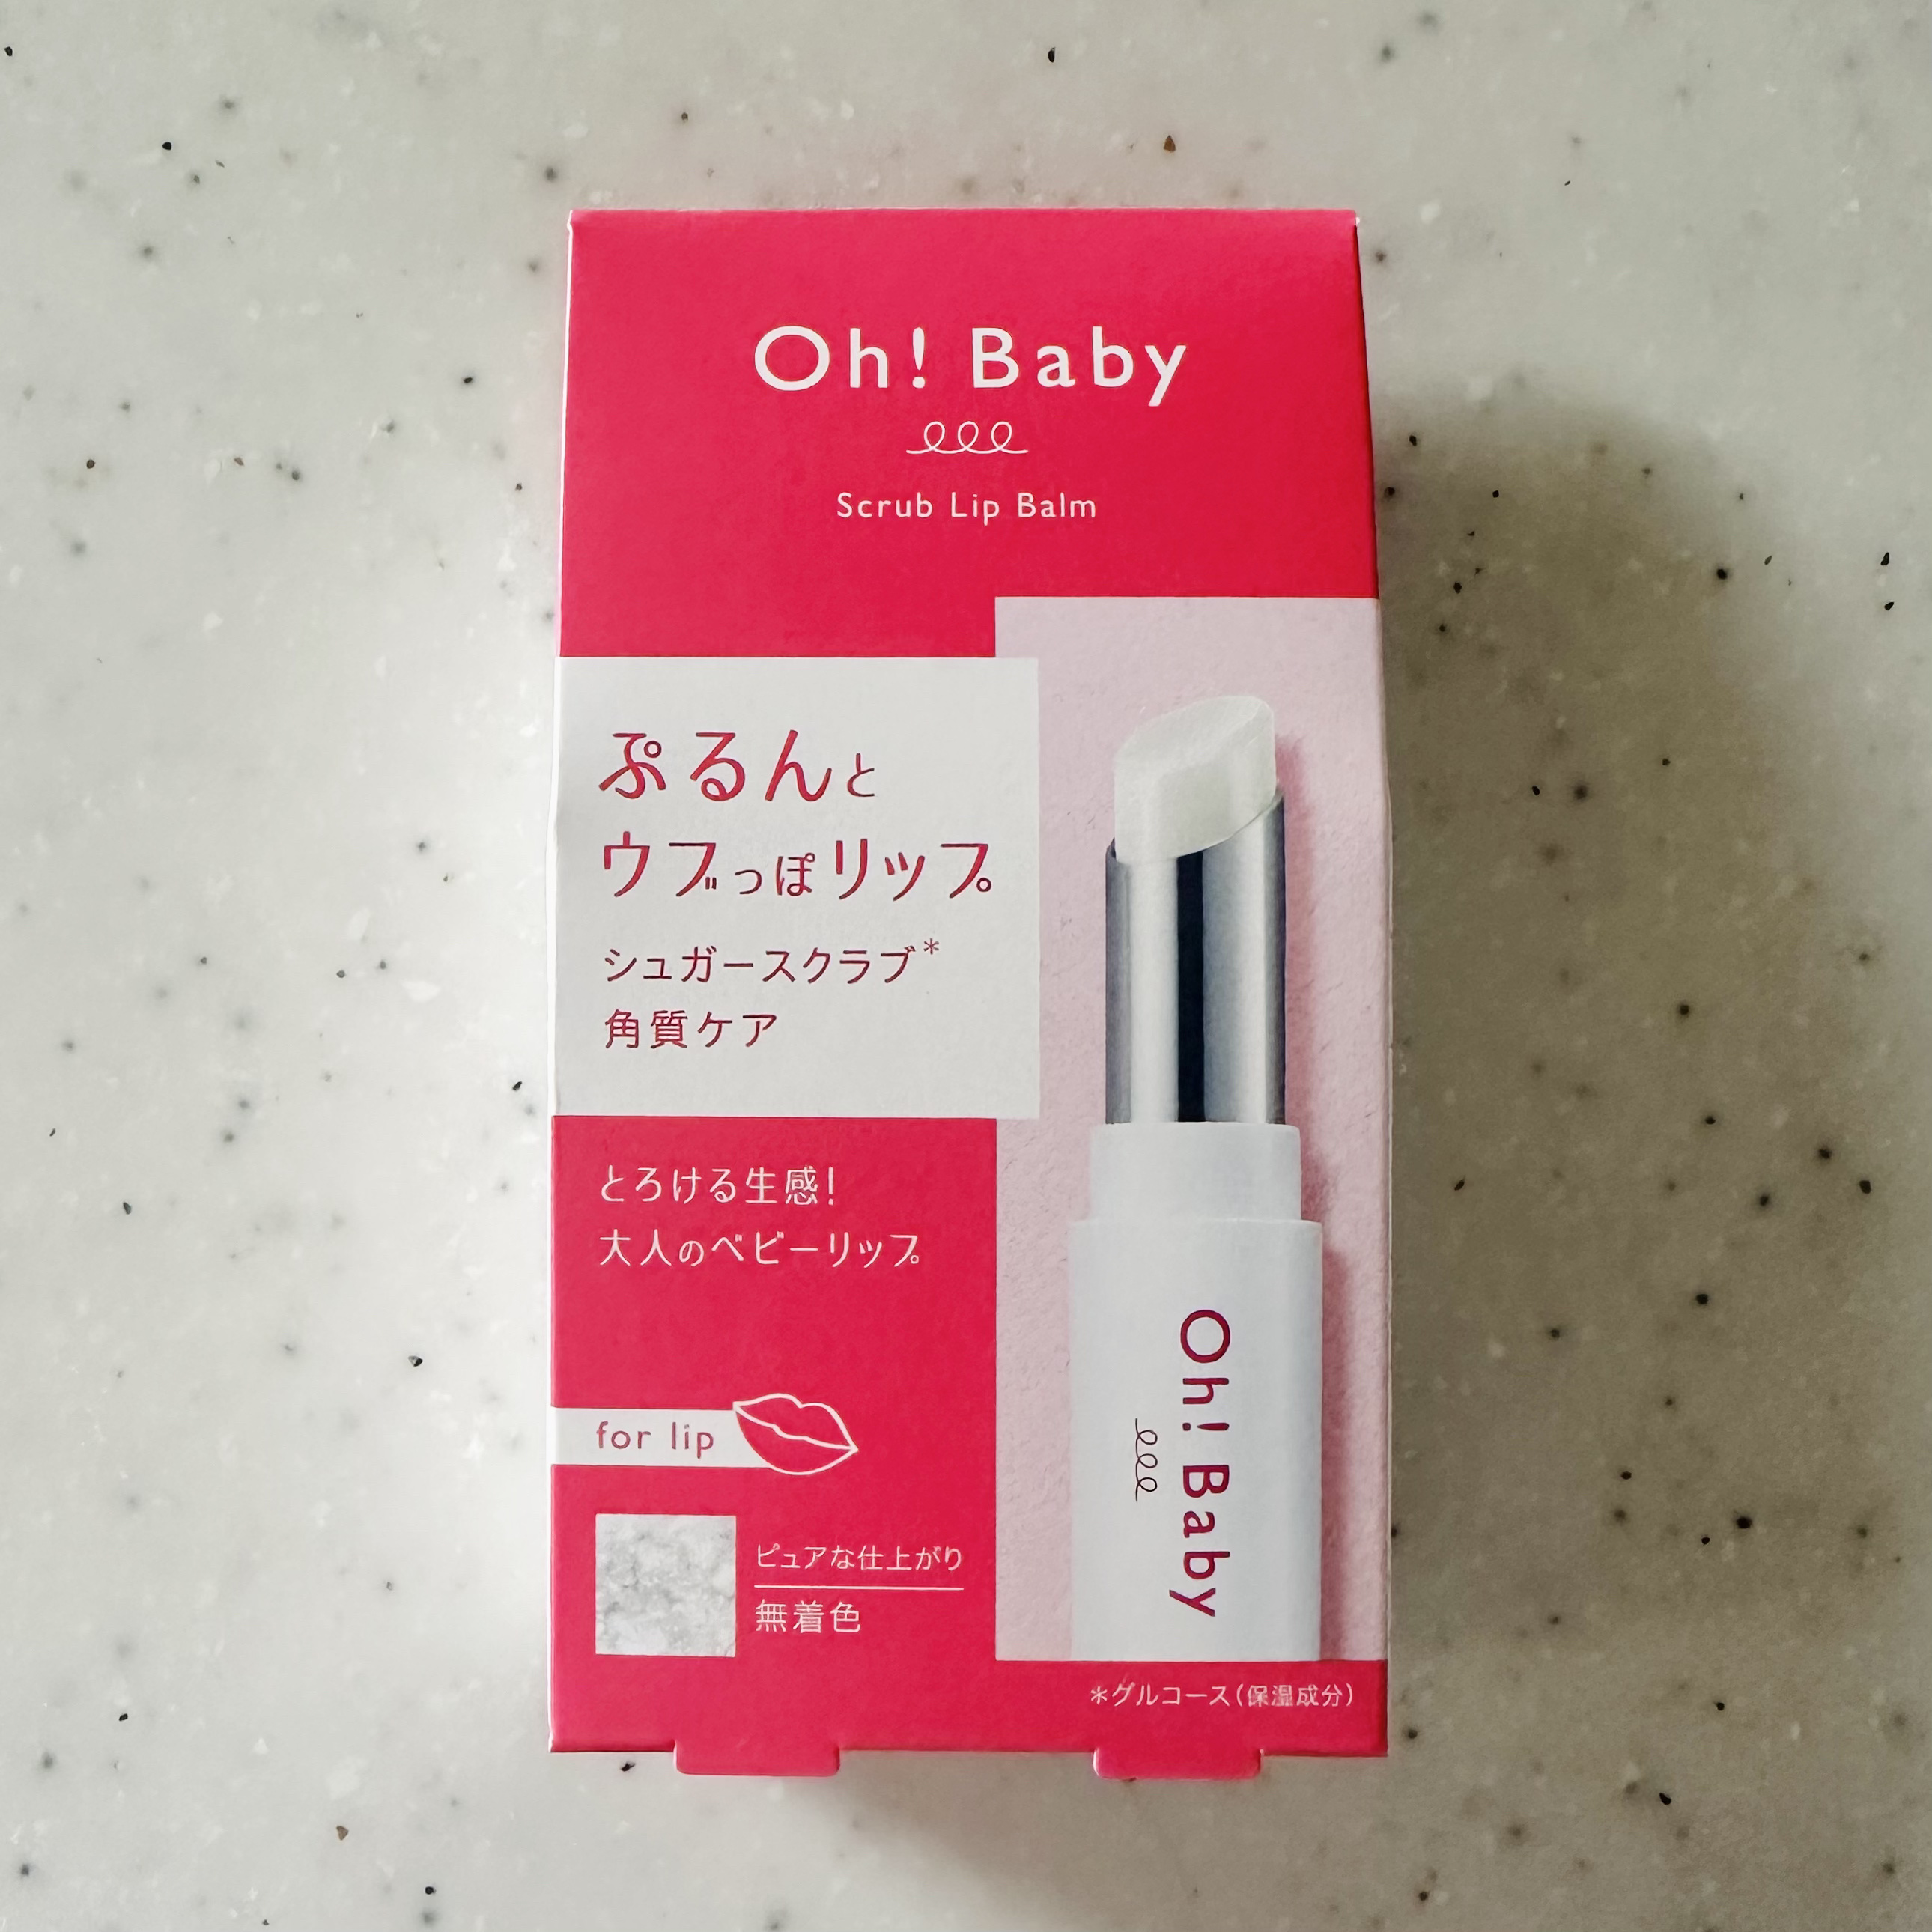 Oh! Baby
Scrub Lip Balm
ぷるんと
ウブっぽリップ
シュガースクラブ*
角質ケア
とろける生感!
大人のベビーリップ
for lip
ピュアな仕上がり
無着色
Oh! Baby
*グルコース(保湿成分)